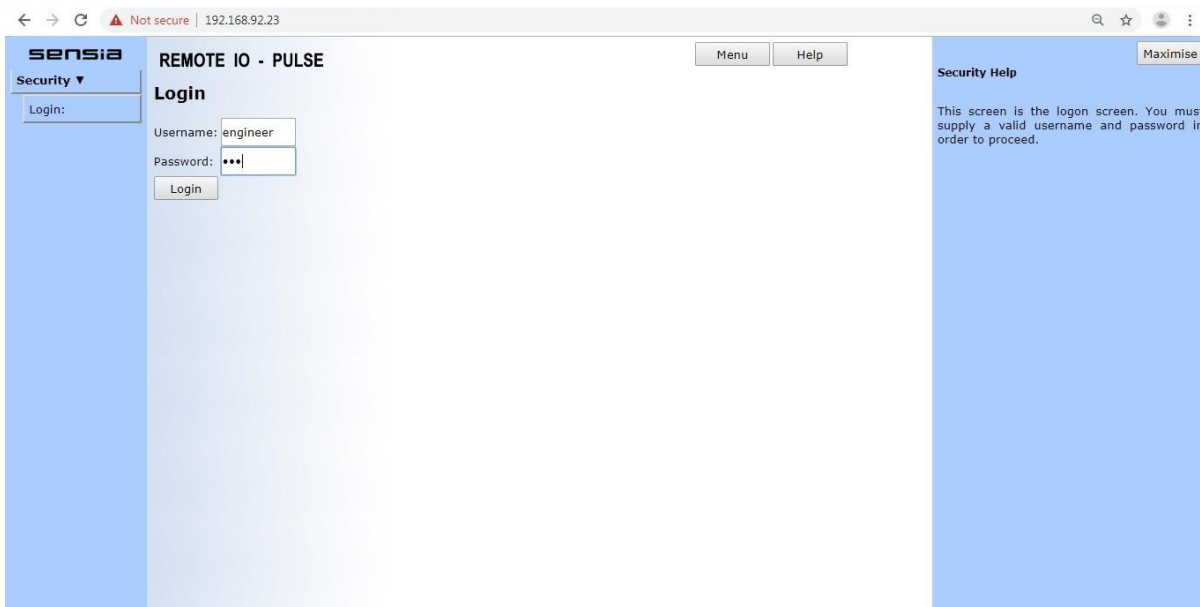 Not secure | 192.168.92.23
sensia
Security ▼
Login:
REMOTE IO - PULSE
Login
Username: engineer
Password: •••
Login
Menu
Help
Maximise
Security Help
This screen is the logon screen. You mus
supply a valid username and password in
order to proceed.